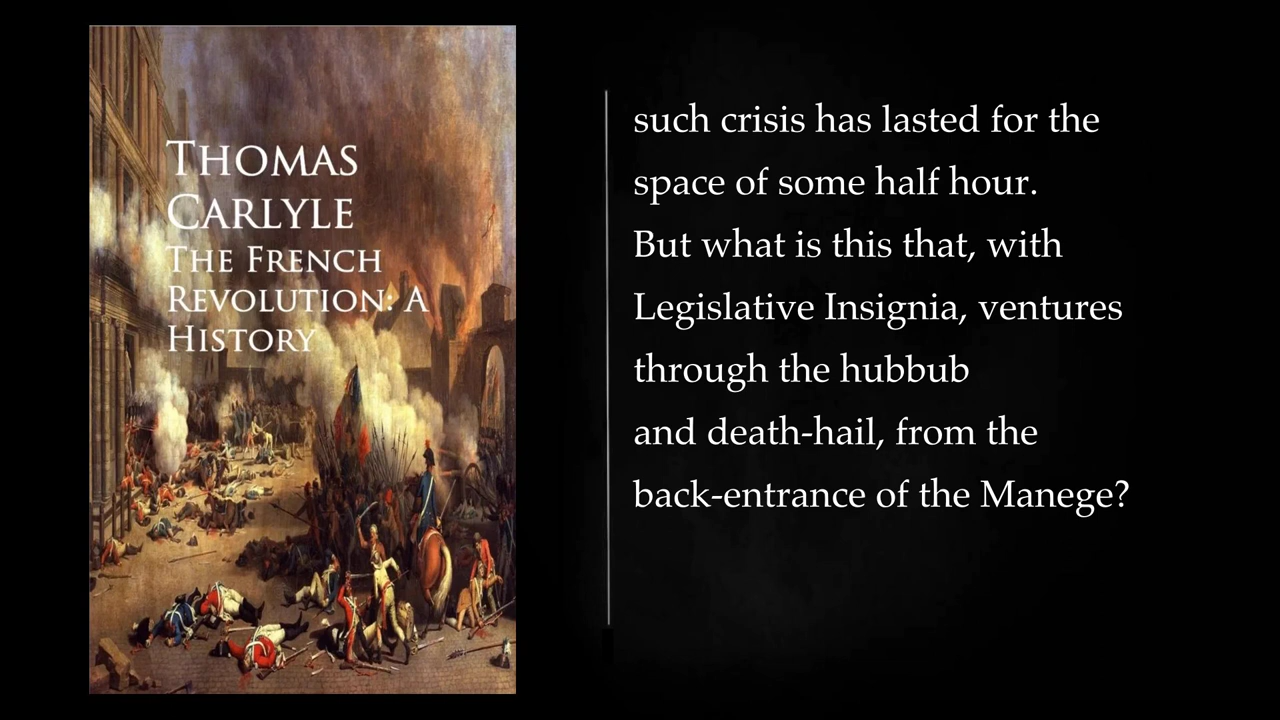 THOMAS
CARLYLE
THE FRENCH
REVOLUTION: A
HISTORY
such crisis has lasted for the
space of some half hour.
But what is this that, with
Legislative Insignia, ventures
through the hubbub
and death-hail, from the
back-entrance of the Manege?